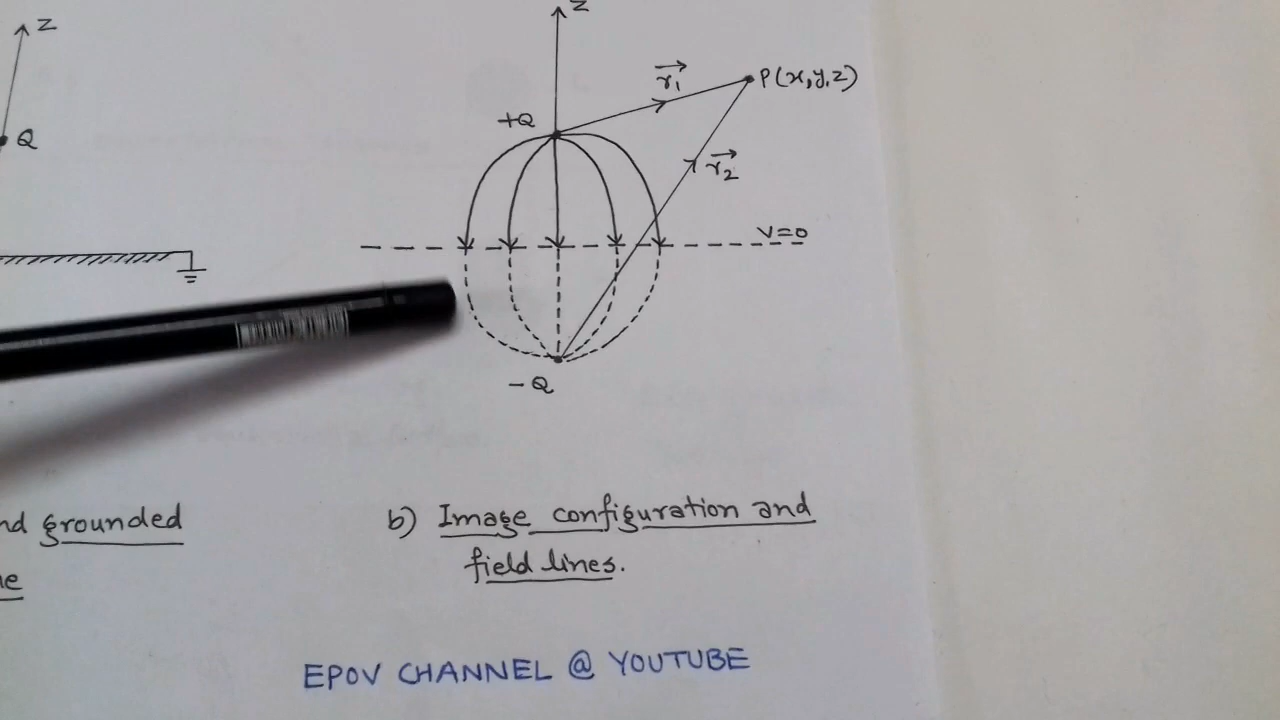 Z
Q
Z
+Q
r₁
P(x,y,z)
r₂
V=0
-Q
nd grounded
ne
b) Image configuration and
field lines.
EPOV CHANNEL @ YOUTUBE